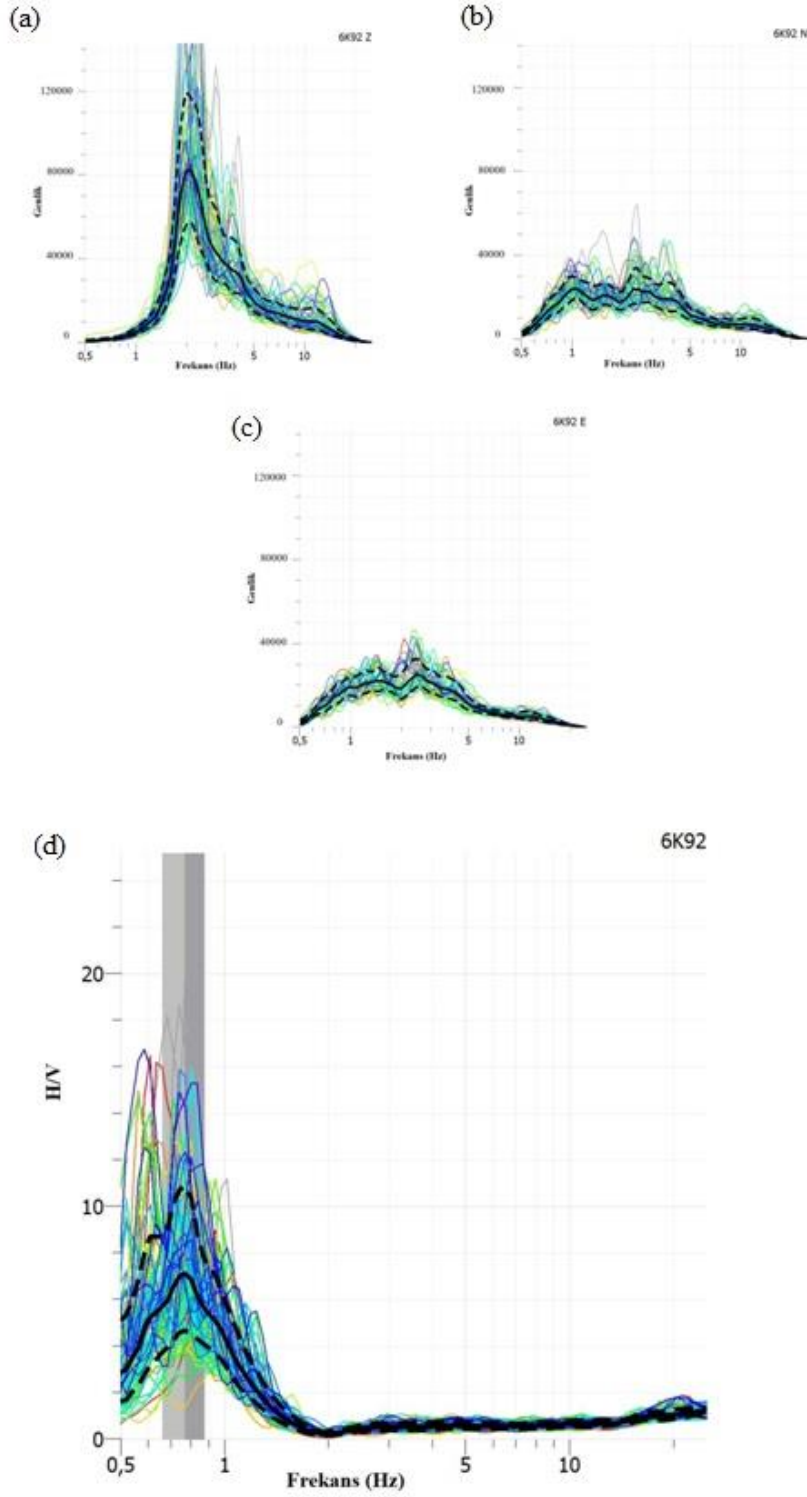 (a)
6K92 Z
120000
80000
40000
0
Genlik
0,5 1 5 10
Frekans (Hz)
(b)
6K92 N
120000
80000
40000
0
Genlik
0,5 1 5 10
Frekans (Hz)
(c)
6K92 E
120000
80000
40000
0
Genlik
0,5 1 5 10
Frekans (Hz)
(d)
6K92
20
10
0
H/V
0,5 1 5 10
Frekans (Hz)